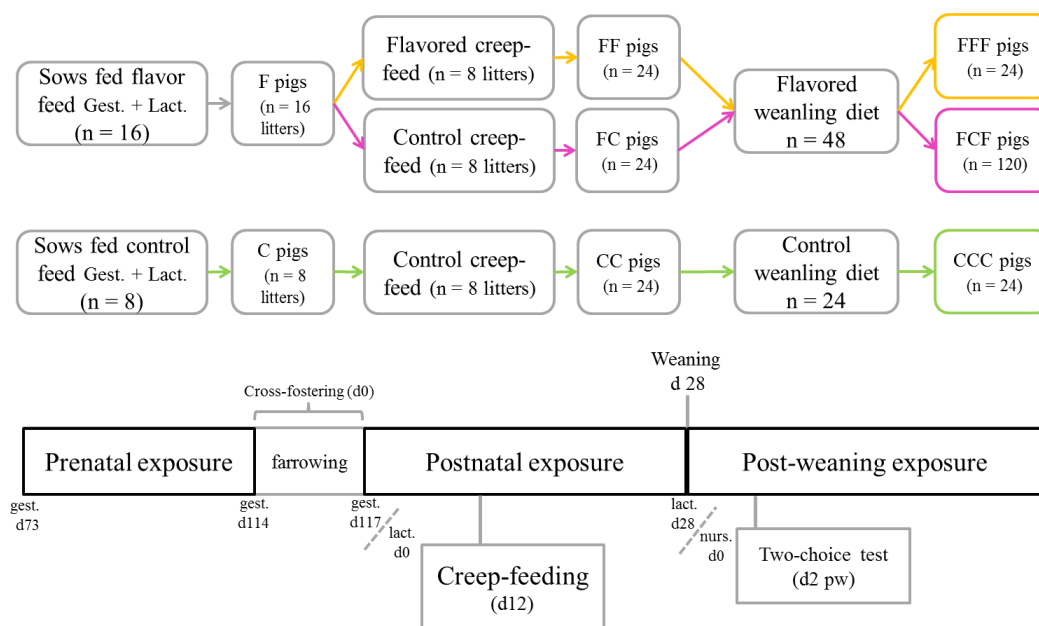 Sows fed flavor
feed Gest. + Lact.
(n = 16)
F pigs
(n = 16
litters)
Flavored creep-
feed (n = 8 litters)
FF pigs
(n = 24)
Control creep-
feed (n = 8 litters)
FC pigs
(n = 24)
Flavored
weanling diet
n = 48
FFF pigs
(n = 24)
FCF pigs
(n = 120)
Sows fed control
feed Gest. + Lact.
(n = 8)
C pigs
(n = 8
litters)
Control creep-
feed (n = 8 litters)
CC pigs
(n = 24)
Control
weanling diet
n = 24
CCC pigs
(n = 24)
Weaning
d 28
Cross-fostering (d0)
Prenatal exposure
farrowing
Postnatal exposure
Post-weaning exposure
gest.
d73
gest.
d114
gest.
d117
lact.
d0
lact.
d28
nurs.
d0
Creep-feeding
(d12)
Two-choice test
(d2 pw)